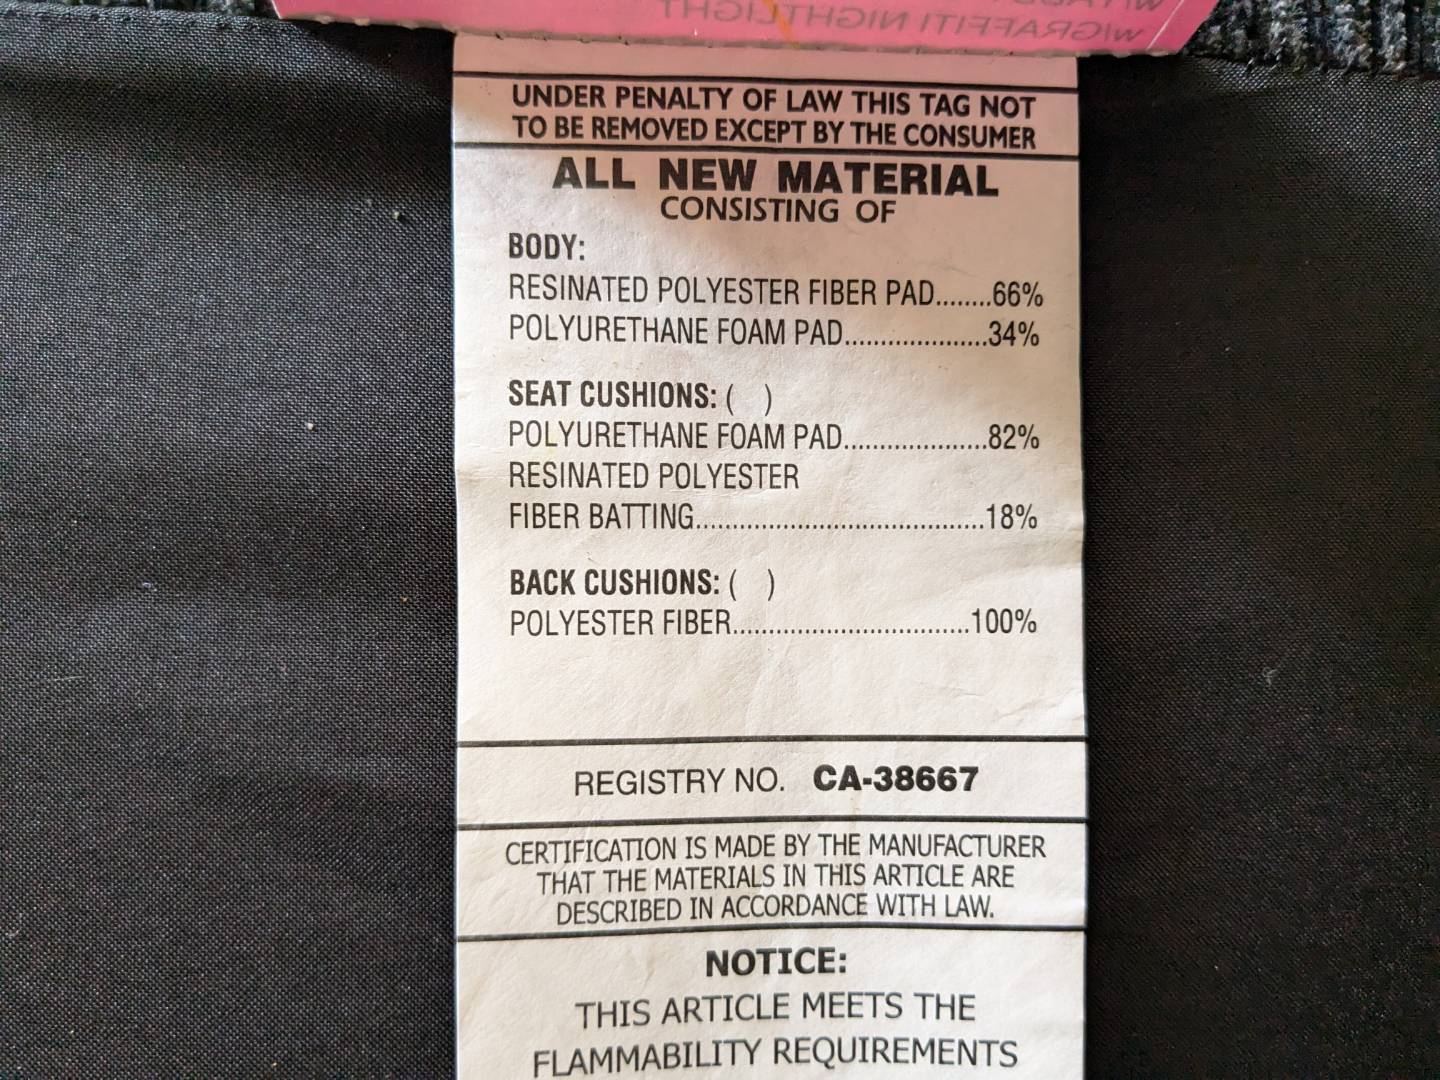 W/GRAFFITI NIGHTLIGHT
UNDER PENALTY OF LAW THIS TAG NOT
TO BE REMOVED EXCEPT BY THE CONSUMER
ALL NEW MATERIAL
CONSISTING OF
BODY:
RESINATED POLYESTER FIBER PAD........66%
POLYURETHANE FOAM PAD....................34%
SEAT CUSHIONS: ( )
POLYURETHANE FOAM PAD....................82%
RESINATED POLYESTER
FIBER BATTING........................................18%
BACK CUSHIONS: ( )
POLYESTER FIBER.................................100%
REGISTRY NO. CA-38667
CERTIFICATION IS MADE BY THE MANUFACTURER
THAT THE MATERIALS IN THIS ARTICLE ARE
DESCRIBED IN ACCORDANCE WITH LAW.
NOTICE:
THIS ARTICLE MEETS THE
FLAMMABILITY REQUIREMENTS